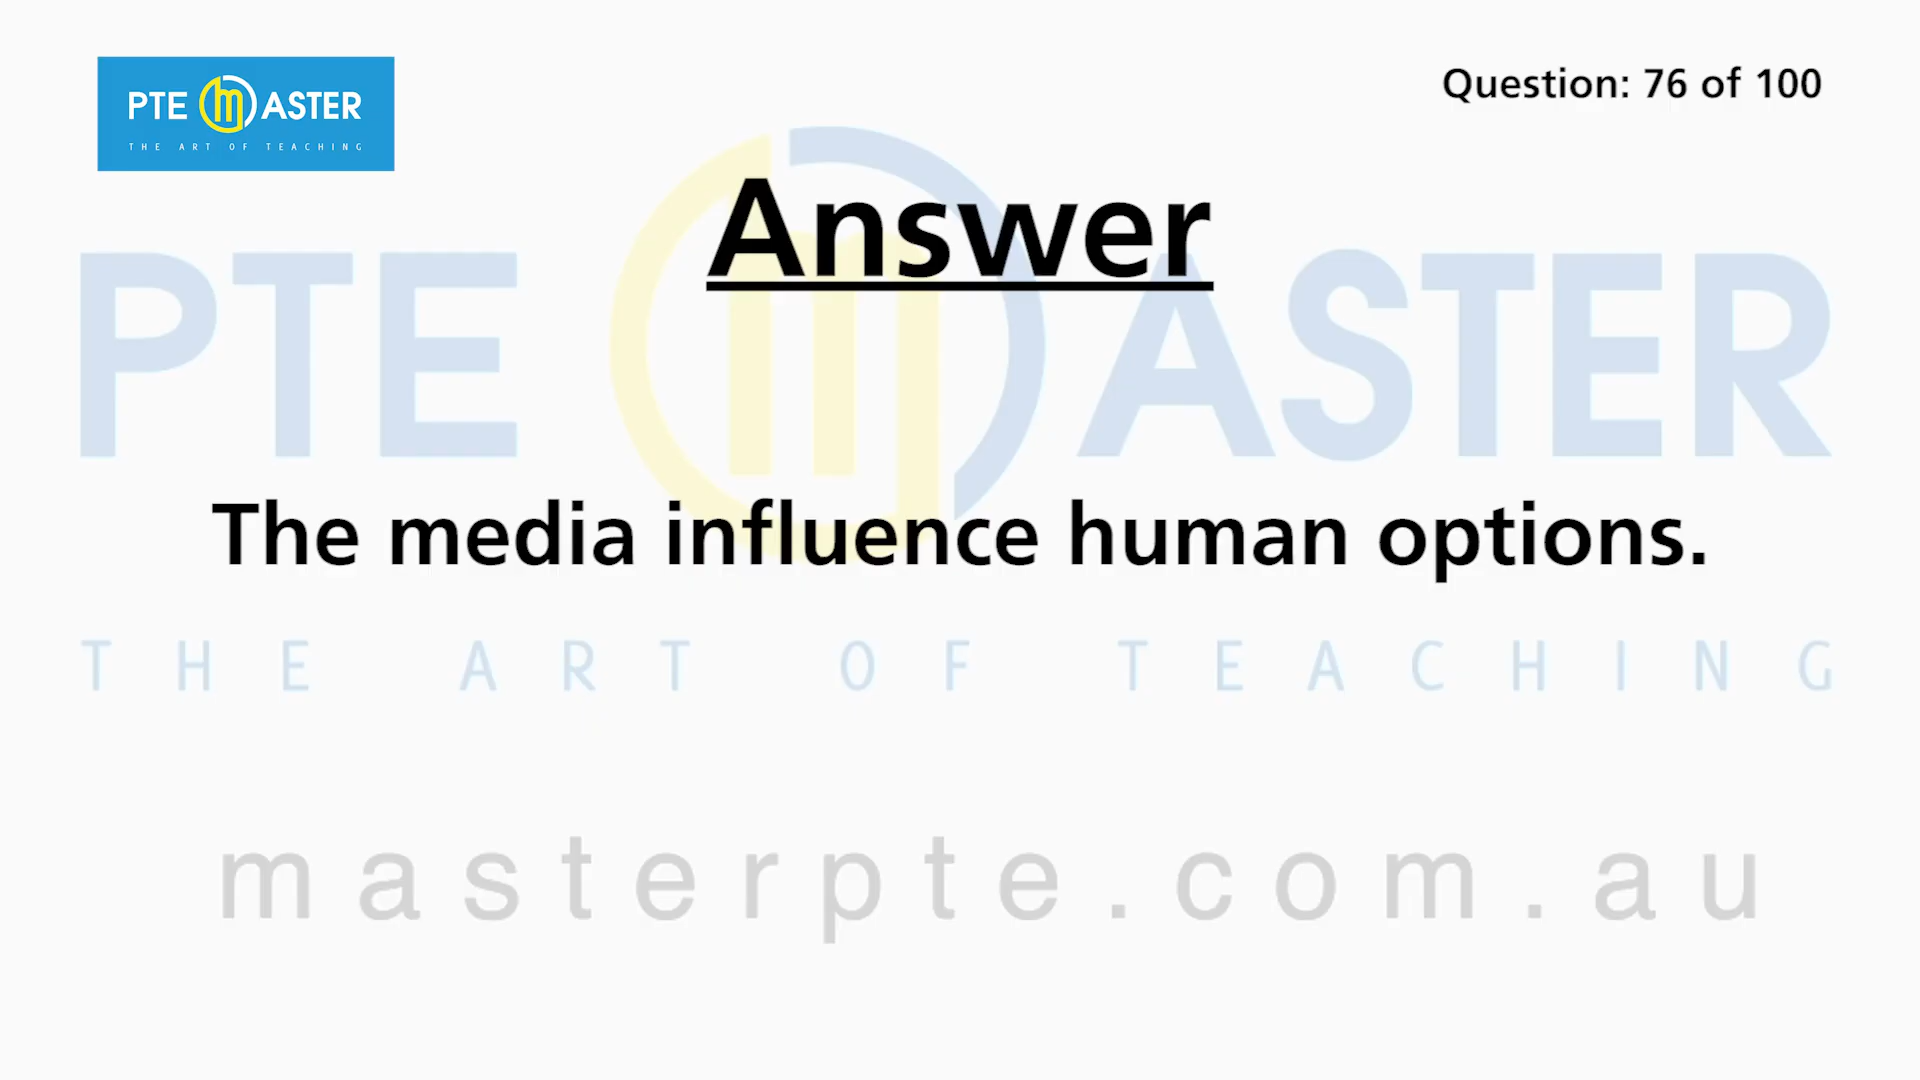 PTE MASTER
THE ART OF TEACHING
Question: 76 of 100
Answer
PTE MASTER
The media influence human options.
THE ART OF TEACHING
masterpte.com.au